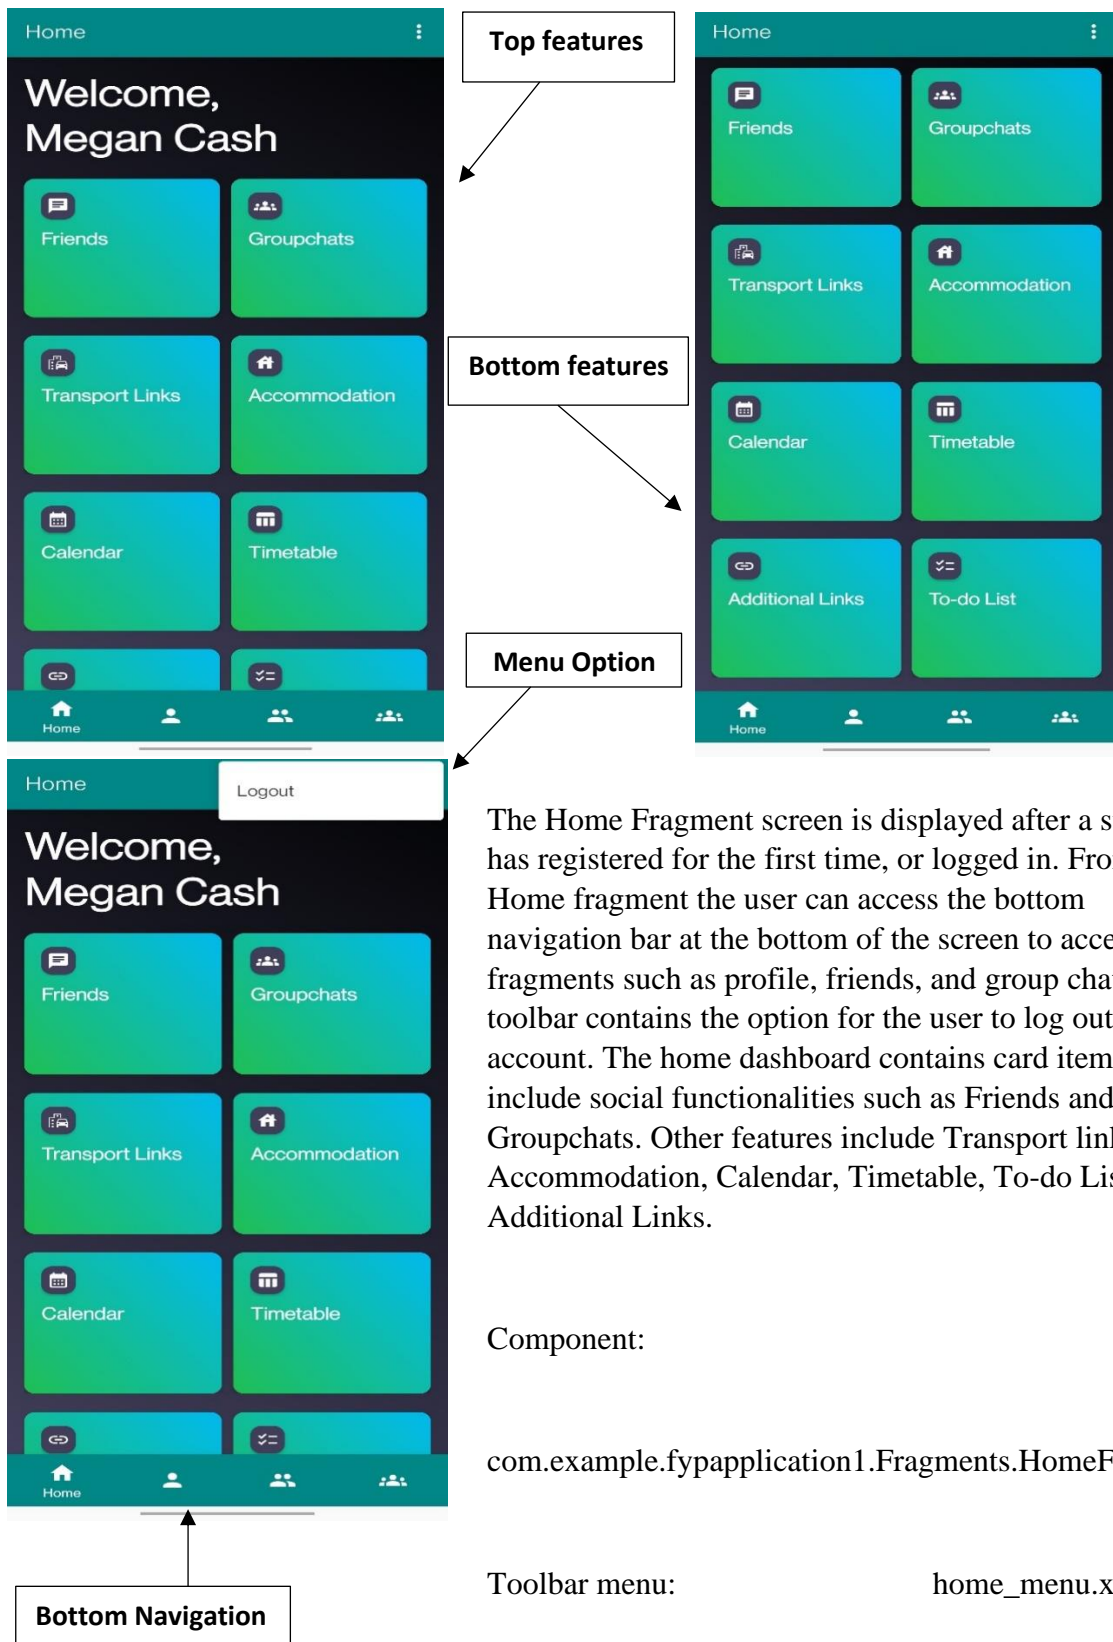 Home
Welcome,
Megan Cash
Friends
Groupchats
Transport Links
Accommodation
Calendar
Timetable
Home
Top features
Bottom features
Menu Option
Home
Friends
Groupchats
Transport Links
Accommodation
Calendar
Timetable
Additional Links
To-do List
Home
Home
Logout
Welcome,
Megan Cash
Friends
Groupchats
Transport Links
Accommodation
Calendar
Timetable
Home
Bottom Navigation
The Home Fragment screen is displayed after a
has registered for the first time, or logged in.
Home fragment the user can access the bottom
navigation bar at the bottom of the screen to
fragments such as profile, friends, and group
toolbar contains the option for the user to log out
account. The home dashboard contains card
include social functionalities such as Friends and
Groupchats. Other features include Transport
Accommodation, Calendar, Timetable, To-do
Additional Links.
Component:
com.example.fypapplication1.Fragments.HomeF
Toolbar menu: home_menu.x